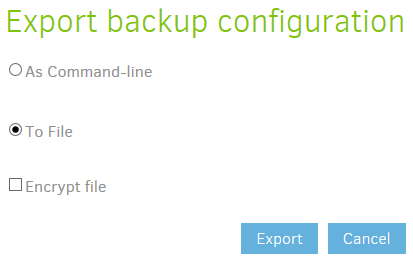 Export backup configuration
As Command-line
To File
Encrypt file
Export Cancel